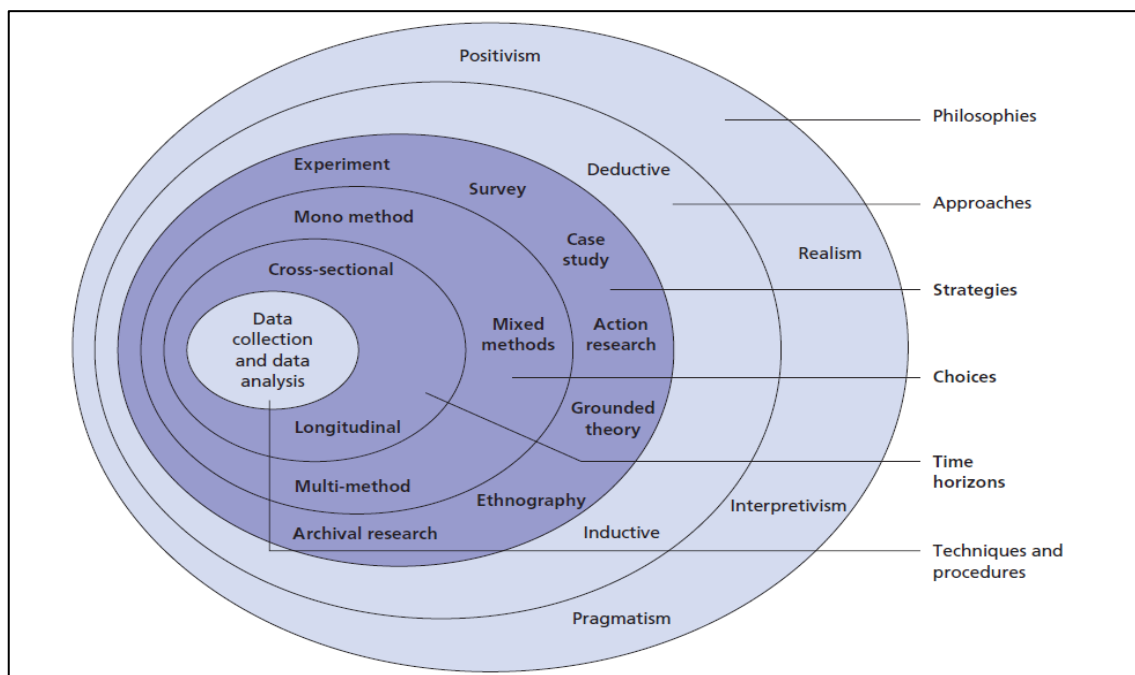 Positivism
Philosophies
Deductive
Experiment
Survey
Approaches
Mono method
Case
study
Realism
Cross-sectional
Strategies
Data
collection
and data
analysis
Mixed
methods
Action
research
Choices
Grounded
theory
Longitudinal
Time
horizons
Multi-method
Ethnography
Interpretivism
Archival research
Inductive
Techniques and
procedures
Pragmatism